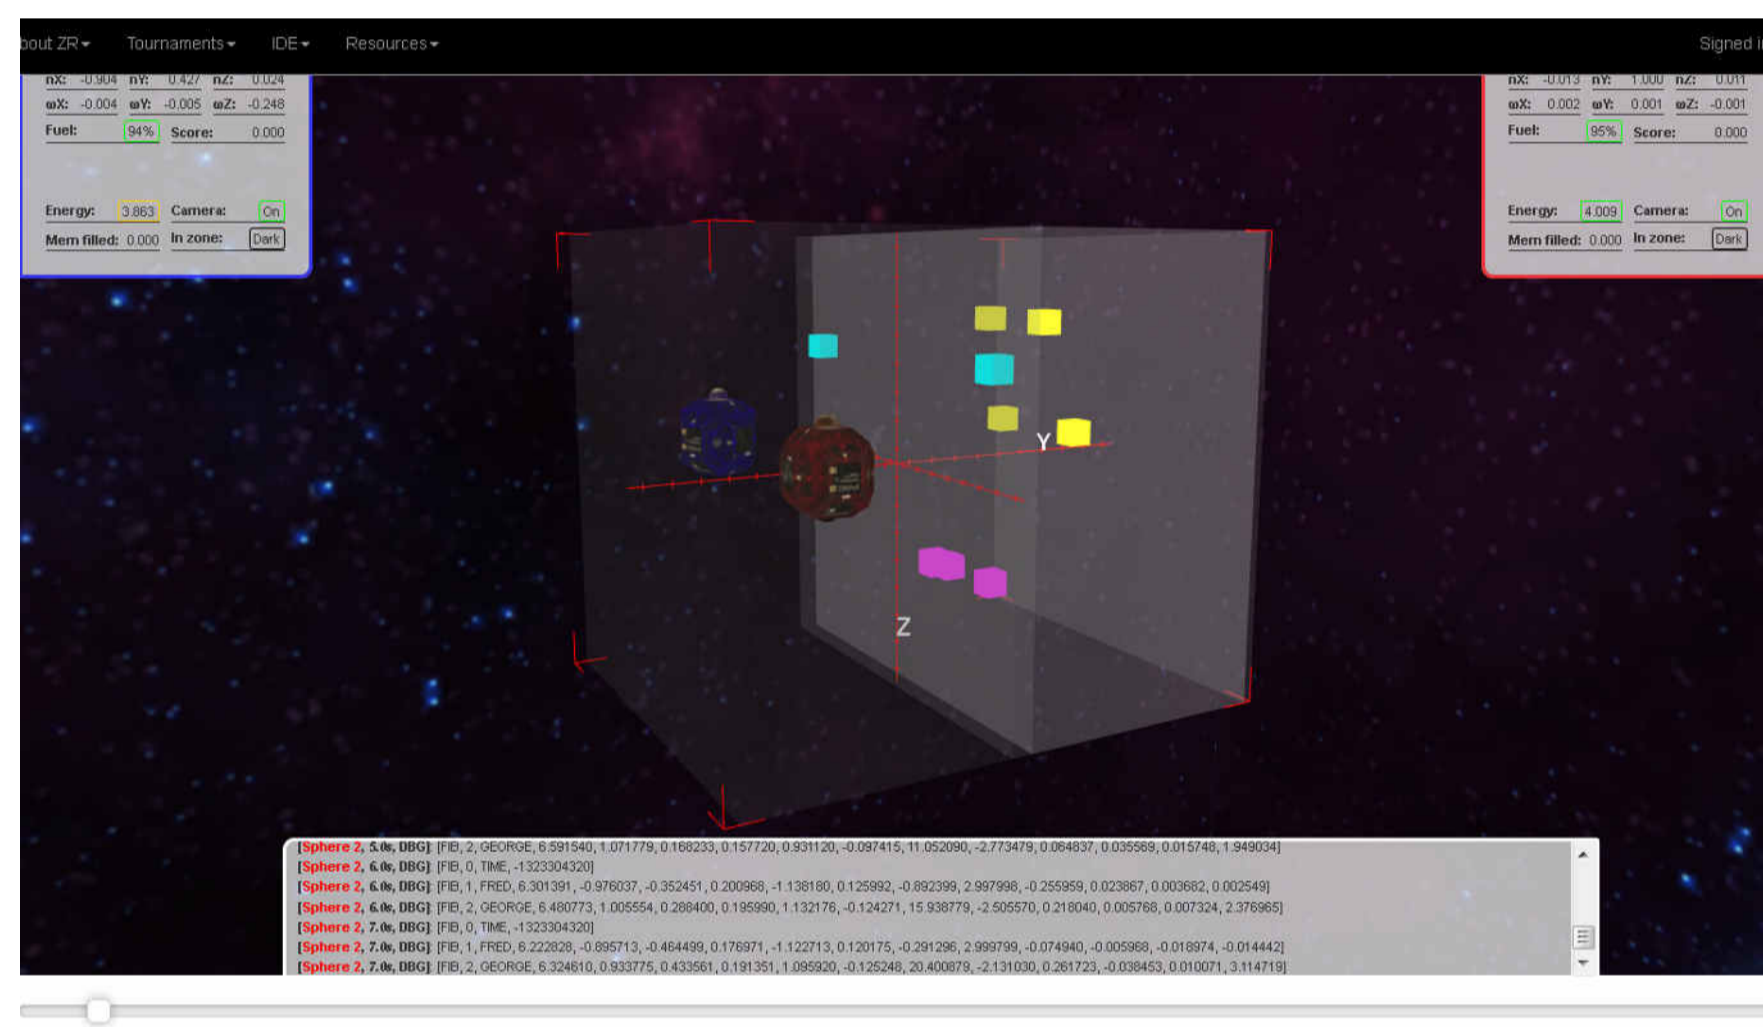 bout ZR Tournaments IDE Resources Signed i
nX: -0.904 nY: 0.427 nZ: 0.024
ωX: -0.004 ωY: -0.005 ωZ: -0.248
Fuel: 94% Score: 0.000
Energy: 3.863 Camera: On
Mem filled: 0.000 In zone: Dark
nX: -0.013 nY: 1.000 nZ: 0.011
ωX: 0.002 ωY: 0.001 ωZ: -0.001
Fuel: 95% Score: 0.000
Energy: 4.009 Camera: On
Mem filled: 0.000 In zone: Dark
Y
Z
[Sphere 2, 5.0s, DBG]: [FIB, 2, GEORGE, 6.591540, 1.071779, 0.168233, 0.157720, 0.931120, -0.097415, 11.052090, -2.773479, 0.064837, 0.035569, 0.015748, 1.949034]
[Sphere 2, 6.0s, DBG]: [FIB, 0, TIME, -1323304320]
[Sphere 2, 6.0s, DBG]: [FIB, 1, FRED, 6.301391, -0.976037, -0.352451, 0.200968, -1.138180, 0.125992, -0.892399, 2.997998, -0.255959, 0.023867, 0.003682, 0.002549]
[Sphere 2, 6.0s, DBG]: [FIB, 2, GEORGE, 6.480773, 1.005554, 0.288400, 0.195990, 1.132176, -0.124271, 15.938779, -2.505570, 0.218040, 0.005768, 0.007324, 2.376965]
[Sphere 2, 7.0s, DBG]: [FIB, 0, TIME, -1323304320]
[Sphere 2, 7.0s, DBG]: [FIB, 1, FRED, 6.222828, -0.895713, -0.464499, 0.176971, -1.122713, 0.120175, -0.291296, 2.999799, -0.074940, -0.005968, -0.018974, -0.014442]
[Sphere 2, 7.0s, DBG]: [FIB, 2, GEORGE, 6.324610, 0.933775, 0.433561, 0.191351, 1.095920, -0.125248, 20.400879, -2.131030, 0.261723, -0.038453, 0.010071, 3.114719]